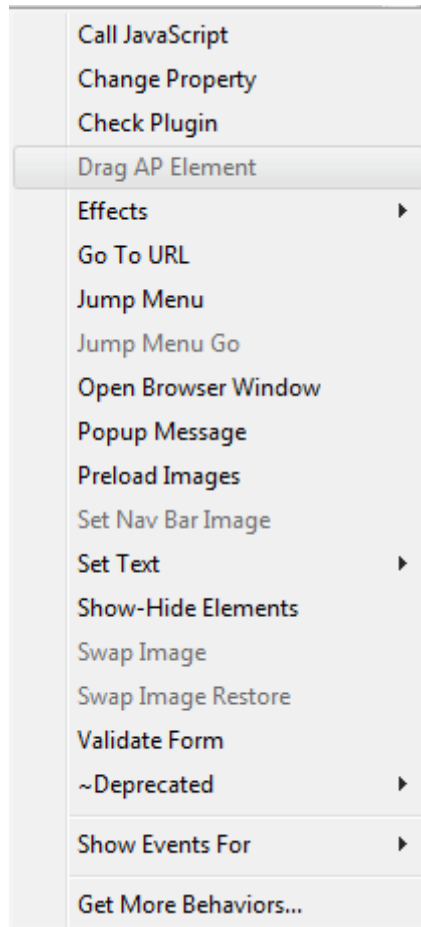 Call JavaScript
Change Property
Check Plugin
Drag AP Element
Effects
Go To URL
Jump Menu
Jump Menu Go
Open Browser Window
Popup Message
Preload Images
Set Nav Bar Image
Set Text
Show-Hide Elements
Swap Image
Swap Image Restore
Validate Form
~Deprecated
Show Events For
Get More Behaviors...